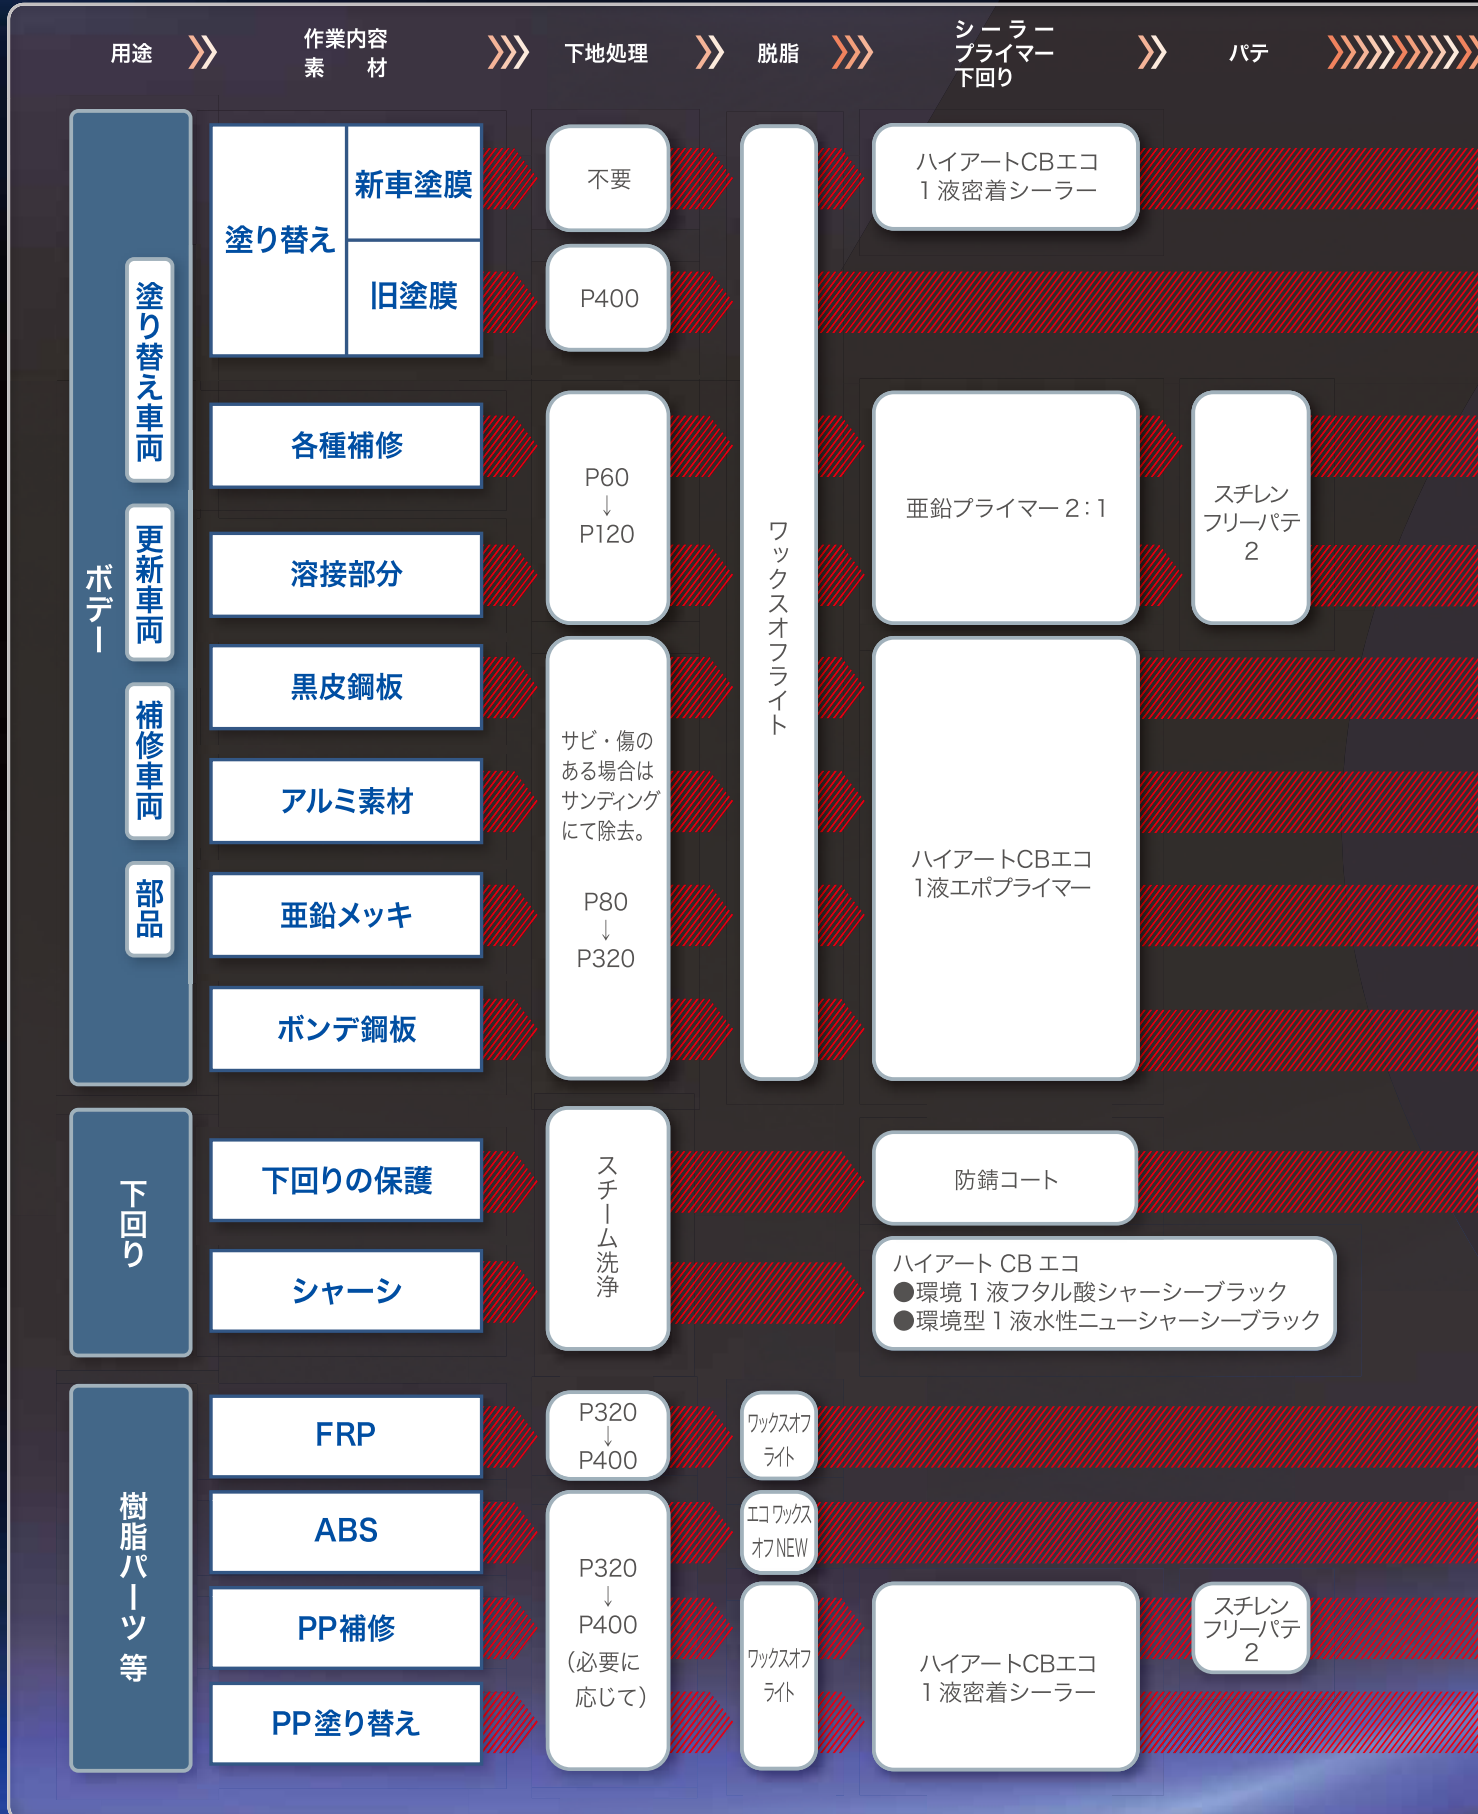 用途
作業内容
素　材
下地処理
脱脂
シーラー
プライマー
下回り
パテ
ボデー
塗り替え車両
更新車両
補修車両
部品
塗り替え
新車塗膜
旧塗膜
各種補修
溶接部分
黒皮鋼板
アルミ素材
亜鉛メッキ
ボンデ鋼板
不要
P400
P60
↓
P120
サビ・傷の
ある場合は
サンディング
にて除去。
P80
↓
P320
ワックスオフライト
ハイアートCBエコ
1液密着シーラー
亜鉛プライマー2:1
ハイアートCBエコ
1液エポプライマー
スチレン
フリーパテ
2
下回り
下回りの保護
シャーシ
スチーム洗浄
防錆コート
ハイアート CB エコ
●環境1液フタル酸シャーシーブラック
●環境型1液水性ニューシャーシーブラック
樹脂パーツ 等
FRP
ABS
PP補修
PP塗り替え
P320
↓
P400
P320
↓
P400
(必要に
応じて)
ワックスオフ
ライト
エコワックス
オフNEW
ワックスオフ
ライト
ハイアートCBエコ
1液密着シーラー
スチレン
フリーパテ
2